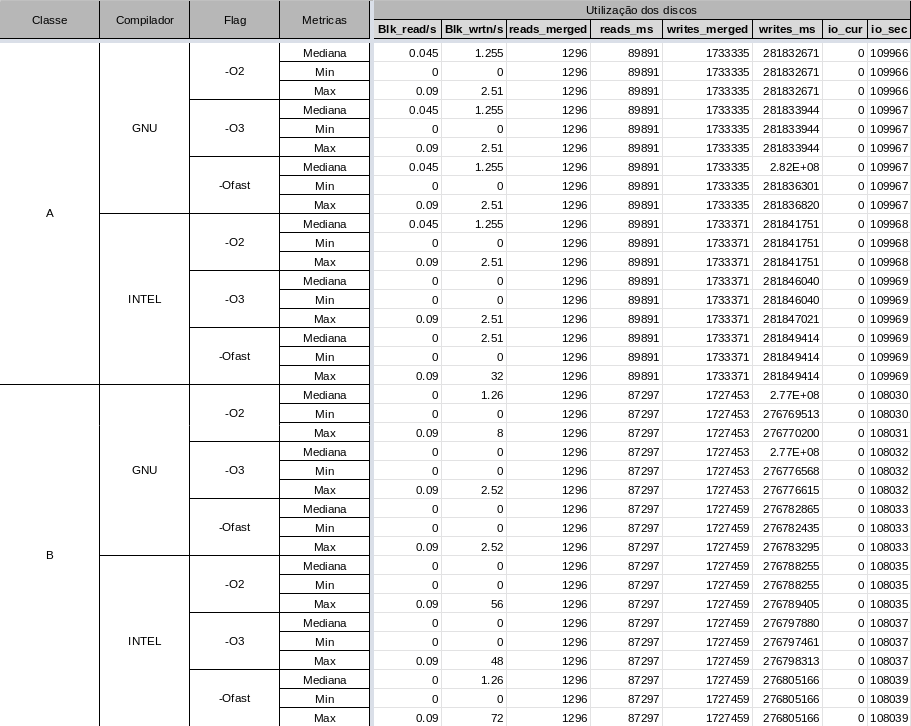 Classe Compilador Flag Metricas Utilização dos discos
Blk_read/s Blk_wrtn/s reads_merged reads_ms writes_merged writes_ms io_cur io_sec
A GNU -O2 Mediana 0.045 1.255 1296 89891 1733335 281832671 0 109966
Min 0 0 1296 89891 1733335 281832671 0 109966
Max 0.09 2.51 1296 89891 1733335 281832671 0 109966
-O3 Mediana 0.045 1.255 1296 89891 1733335 281833944 0 109967
Min 0 0 1296 89891 1733335 281833944 0 109967
Max 0.09 2.51 1296 89891 1733335 281833944 0 109967
-Ofast Mediana 0.045 1.255 1296 89891 1733335 2.82E+08 0 109967
Min 0 0 1296 89891 1733335 281836301 0 109967
Max 0.09 2.51 1296 89891 1733335 281836820 0 109967
INTEL -O2 Mediana 0.045 1.255 1296 89891 1733371 281841751 0 109968
Min 0 0 1296 89891 1733371 281841751 0 109968
Max 0.09 2.51 1296 89891 1733371 281841751 0 109968
-O3 Mediana 0 0 1296 89891 1733371 281846040 0 109969
Min 0 0 1296 89891 1733371 281846040 0 109969
Max 0.09 2.51 1296 89891 1733371 281847021 0 109969
-Ofast Mediana 0 2.51 1296 89891 1733371 281849414 0 109969
Min 0 0 1296 89891 1733371 281849414 0 109969
Max 0.09 32 1296 89891 1733371 281849414 0 109969
B GNU -O2 Mediana 0 1.26 1296 87297 1727453 2.77E+08 0 108030
Min 0 0 1296 87297 1727453 276769513 0 108030
Max 0.09 8 1296 87297 1727453 276770200 0 108031
-O3 Mediana 0 0 1296 87297 1727453 2.77E+08 0 108032
Min 0 0 1296 87297 1727453 276776568 0 108032
Max 0.09 2.52 1296 87297 1727453 276776615 0 108032
-Ofast Mediana 0 0 1296 87297 1727459 276782865 0 108033
Min 0 0 1296 87297 1727459 276782435 0 108033
Max 0.09 2.52 1296 87297 1727459 276783295 0 108033
INTEL -O2 Mediana 0 0 1296 87297 1727459 276788255 0 108035
Min 0 0 1296 87297 1727459 276788255 0 108035
Max 0.09 56 1296 87297 1727459 276789405 0 108035
-O3 Mediana 0 0 1296 87297 1727459 276797880 0 108037
Min 0 0 1296 87297 1727459 276797461 0 108037
Max 0.09 48 1296 87297 1727459 276798313 0 108037
-Ofast Mediana 0 1.26 1296 87297 1727459 276805166 0 108039
Min 0 0 1296 87297 1727459 276805166 0 108039
Max 0.09 72 1296 87297 1727459 276805166 0 108039